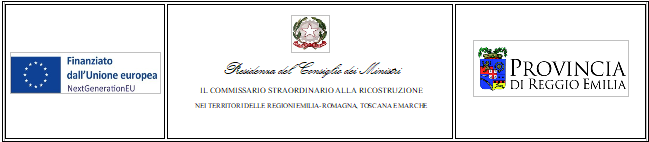 Finanziato
dall'Unione europea
NextGenerationEU
Presidenza del Consiglio dei Ministri
IL COMMISSARIO STRAORDINARIO ALLA RICOSTRUZIONE
NEI TERRITORI DELLE REGIONI EMILIA-ROMAGNA, TOSCANA E MARCHE
PROVINCIA
DI REGGIO EMILIA